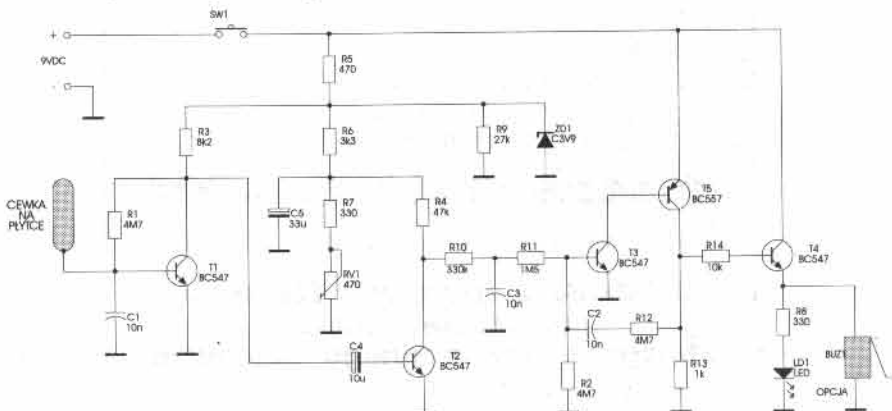 SW1
+
9VDC
-
R5
470
R3
8k2
R6
3k3
R9
27k
ZD1
C3V9
CEWKA
NA
PŁYTCE
R1
4M7
C5
33u
R7
330
R4
47k
T5
BC557
T1
BC547
R10
330k
R11
1M5
T3
BC547
R14
10k
T4
BC547
RV1
470
C3
10n
C1
10n
C2
10n
R12
4M7
R8
330
C4
10u
T2
BC547
R2
4M7
R13
1k
LD1
LED
BUZ1
OPCJA